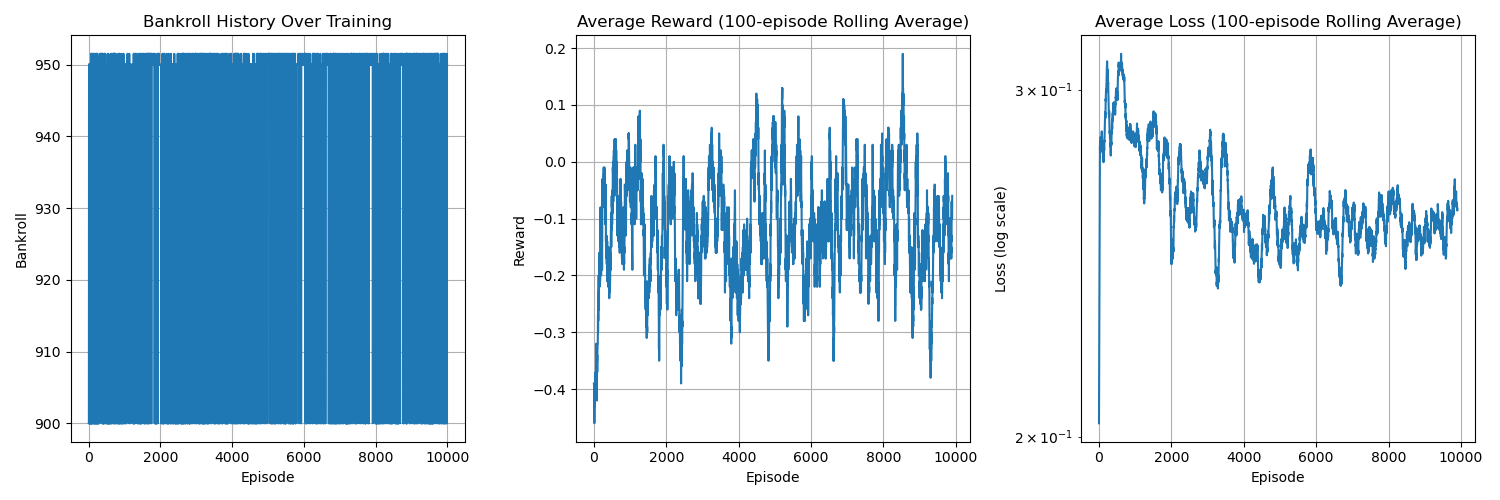 Bankroll History Over Training
Bankroll
950
940
930
920
910
900
0 2000 4000 6000 8000 10000
Episode
Average Reward (100-episode Rolling Average)
Reward
0.2
0.1
0.0
−0.1
−0.2
−0.3
−0.4
0 2000 4000 6000 8000 10000
Episode
Average Loss (100-episode Rolling Average)
Loss (log scale)
3 × 10⁻¹
2 × 10⁻¹
0 2000 4000 6000 8000 10000
Episode